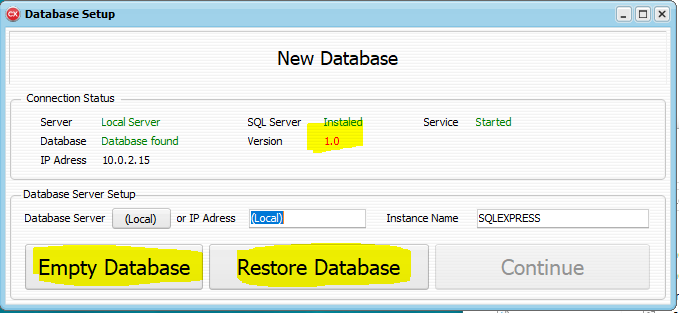 CX Database Setup
New Database
Connection Status
Server Local Server SQL Server Instaled Service Started
Database Database found Version 1.0
IP Adress 10.0.2.15
Database Server Setup
Database Server (Local) or IP Adress (Local) Instance Name SQLEXPRESS
Empty Database Restore Database Continue